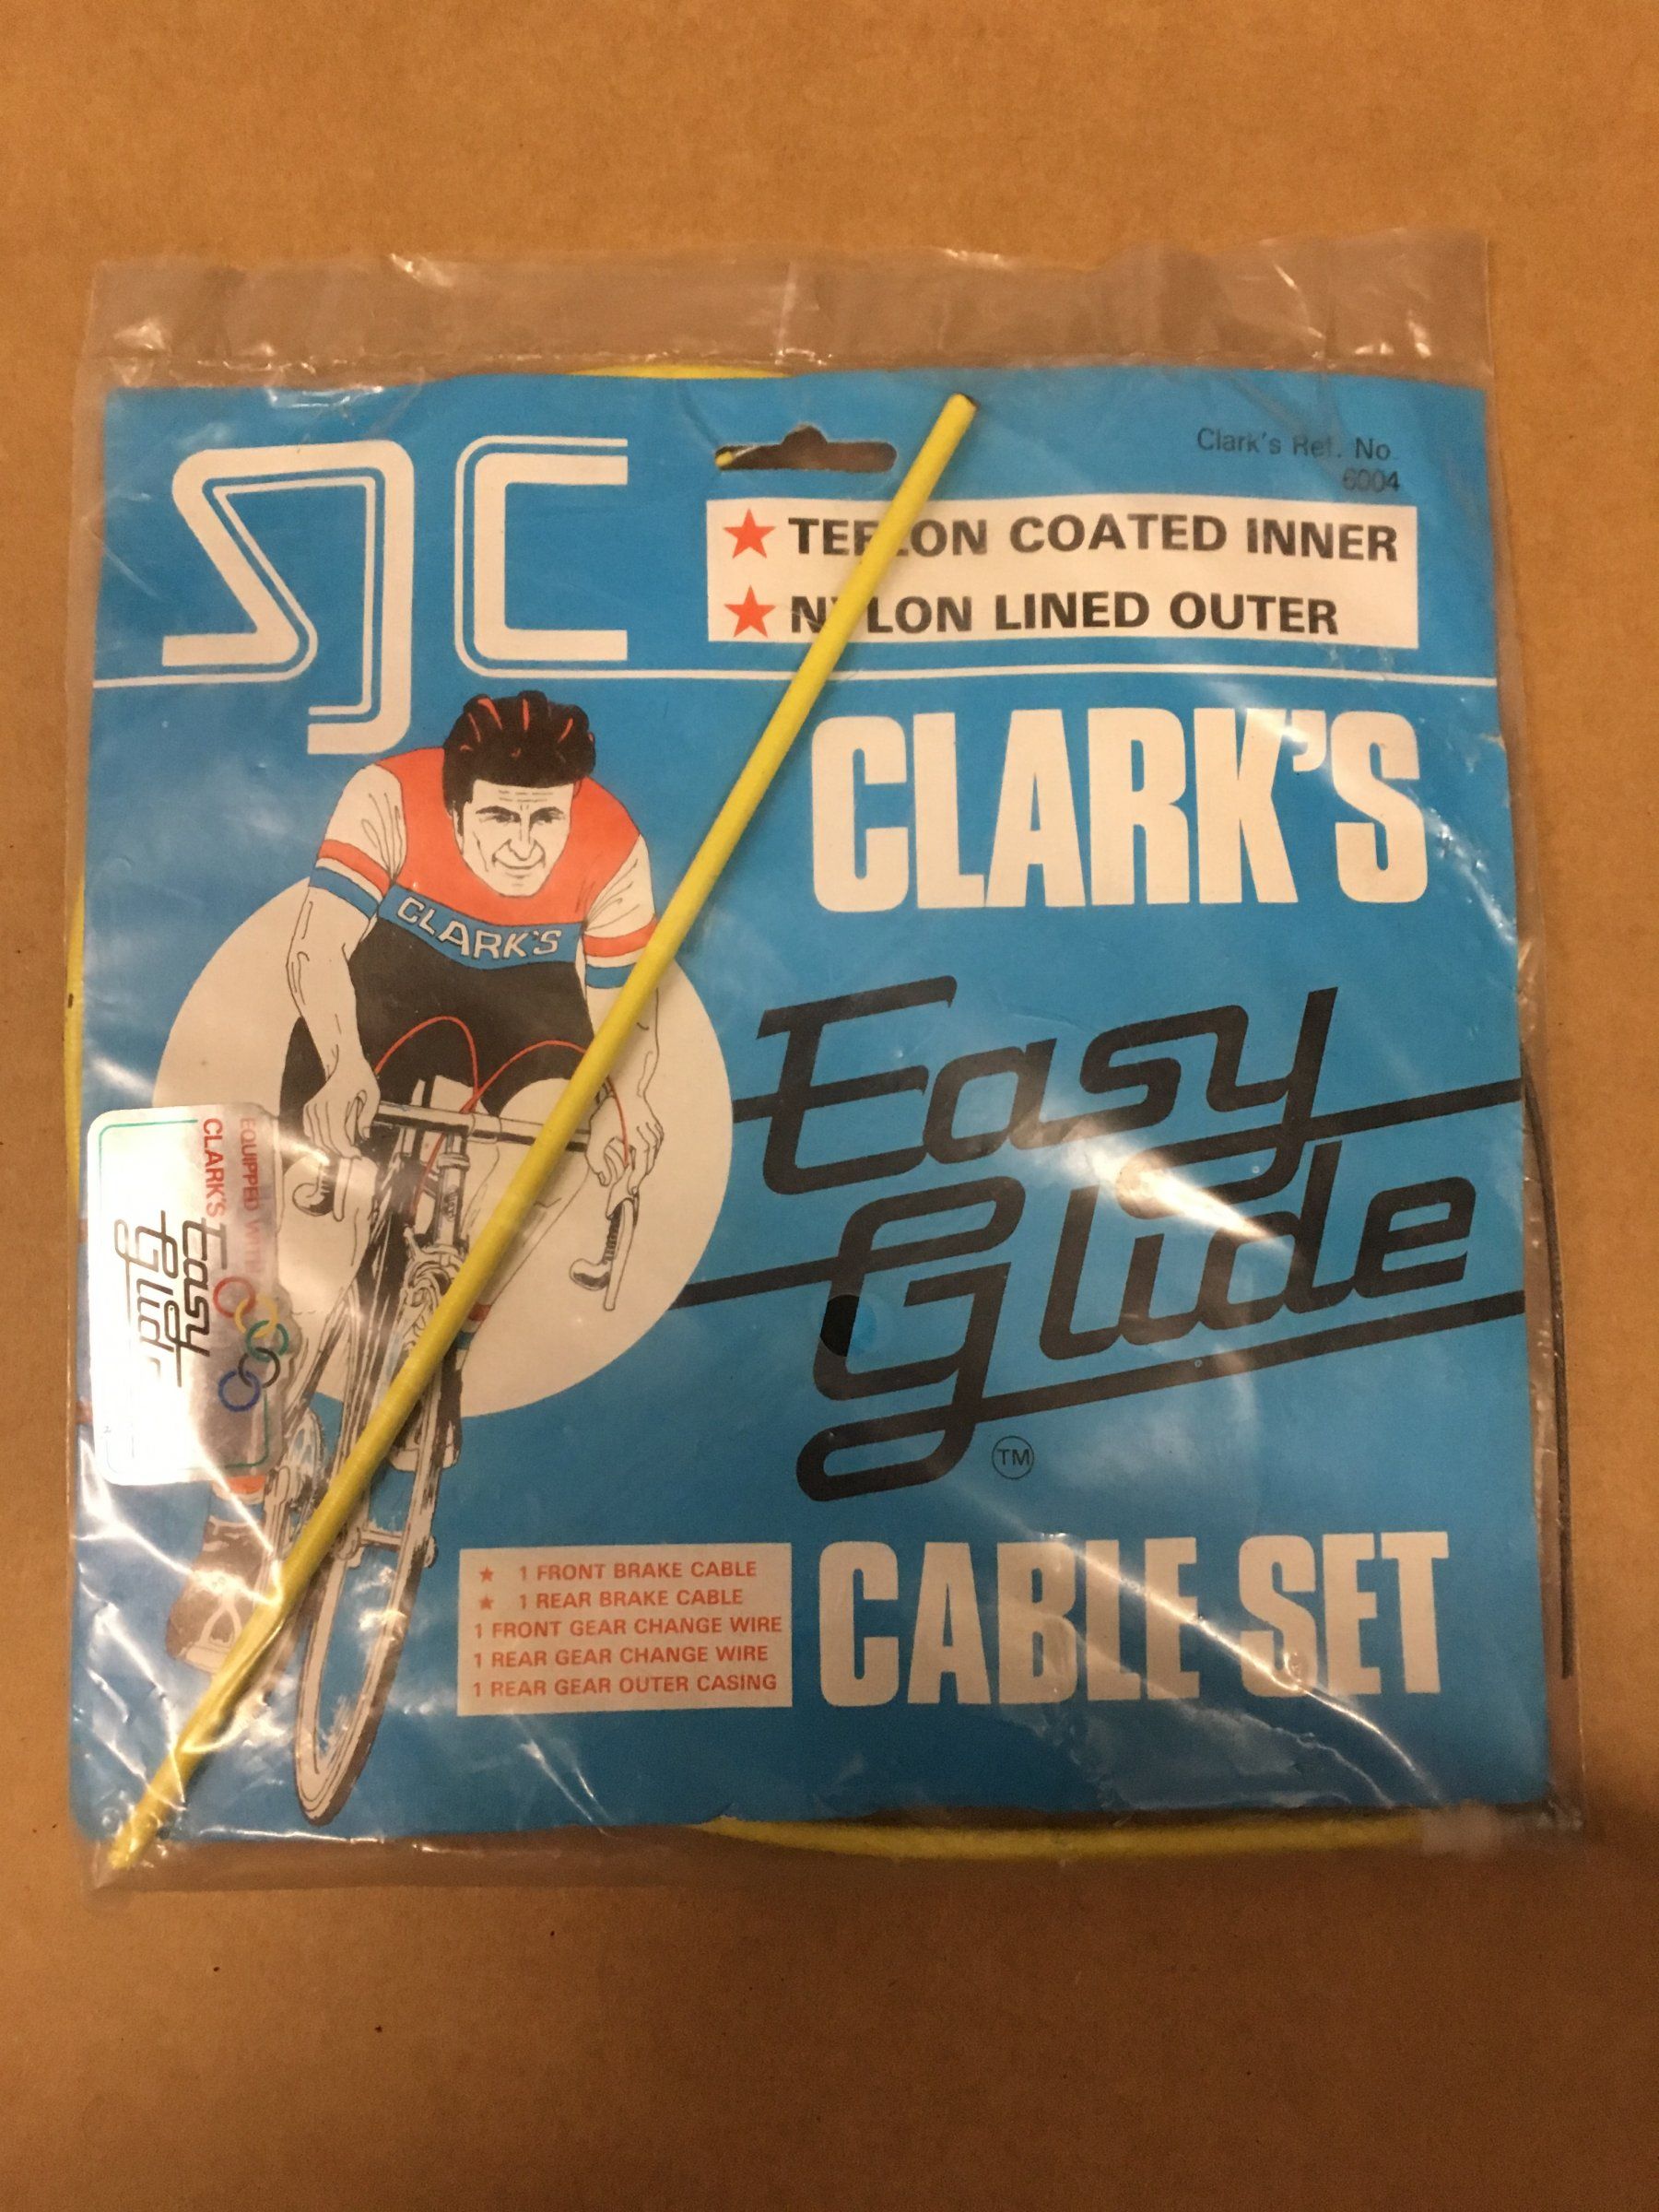 SJC
Clark's Ref. No.
6004
★ TEFLON COATED INNER
★ NYLON LINED OUTER
CLARK'S
CLARK'S
Easy
Glide
TM
EQUIPPED WITH
CLARK'S
Easy
Glide
★ 1 FRONT BRAKE CABLE
★ 1 REAR BRAKE CABLE
1 FRONT GEAR CHANGE WIRE
1 REAR GEAR CHANGE WIRE
1 REAR GEAR OUTER CASING
CABLE SET